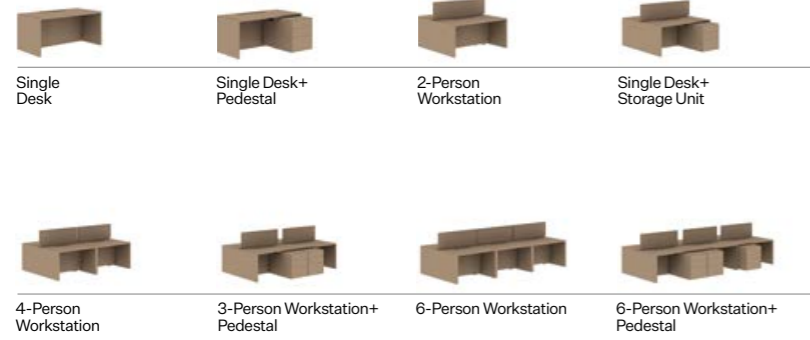 Single
Desk
Single Desk+
Pedestal
2-Person
Workstation
Single Desk+
Storage Unit
4-Person
Workstation
3-Person Workstation+
Pedestal
6-Person Workstation
6-Person Workstation+
Pedestal